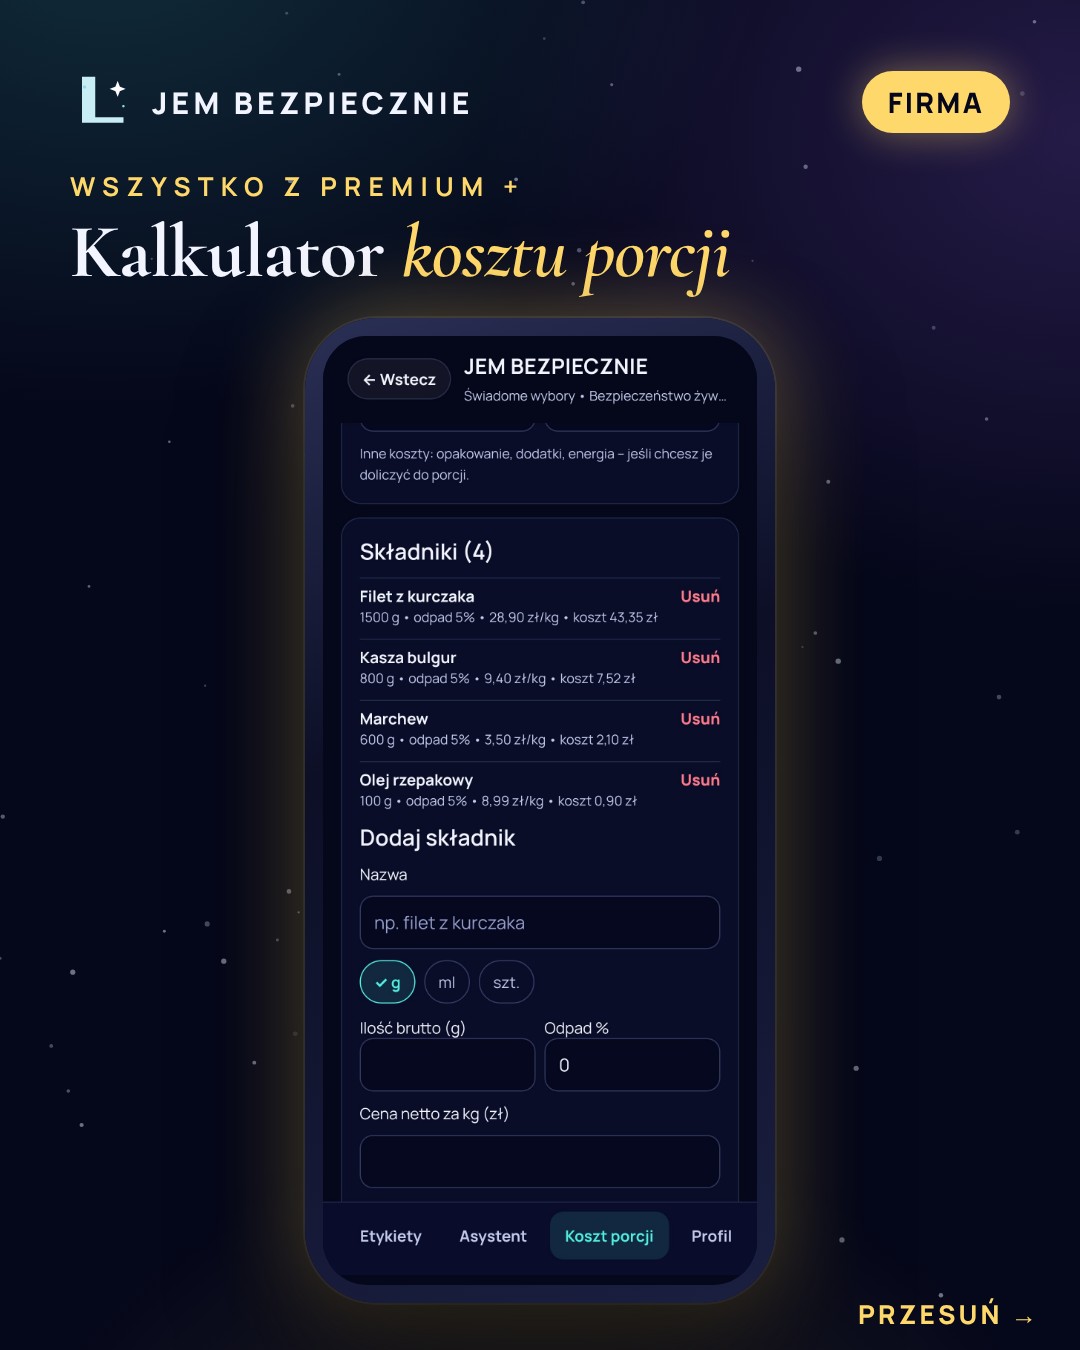 JEM BEZPIECZNIE
FIRMA
WSZYSTKO Z PREMIUM +
Kalkulator kosztu porcji
← Wstecz
JEM BEZPIECZNIE
Świadome wybory • Bezpieczeństwo żyw...
Inne koszty: opakowanie, dodatki, energia – jeśli chcesz je
doliczyć do porcji.
Składniki (4)
Filet z kurczaka Usuń
1500 g • odpad 5% • 28,90 zł/kg • koszt 43,35 zł
Kasza bulgur Usuń
800 g • odpad 5% • 9,40 zł/kg • koszt 7,52 zł
Marchew Usuń
600 g • odpad 5% • 3,50 zł/kg • koszt 2,10 zł
Olej rzepakowy Usuń
100 g • odpad 5% • 8,99 zł/kg • koszt 0,90 zł
Dodaj składnik
Nazwa
np. filet z kurczaka
✓ g ml szt.
Ilość brutto (g) Odpad %
0
Cena netto za kg (zł)
Etykiety Asystent Koszt porcji Profil
PRZESUŃ →